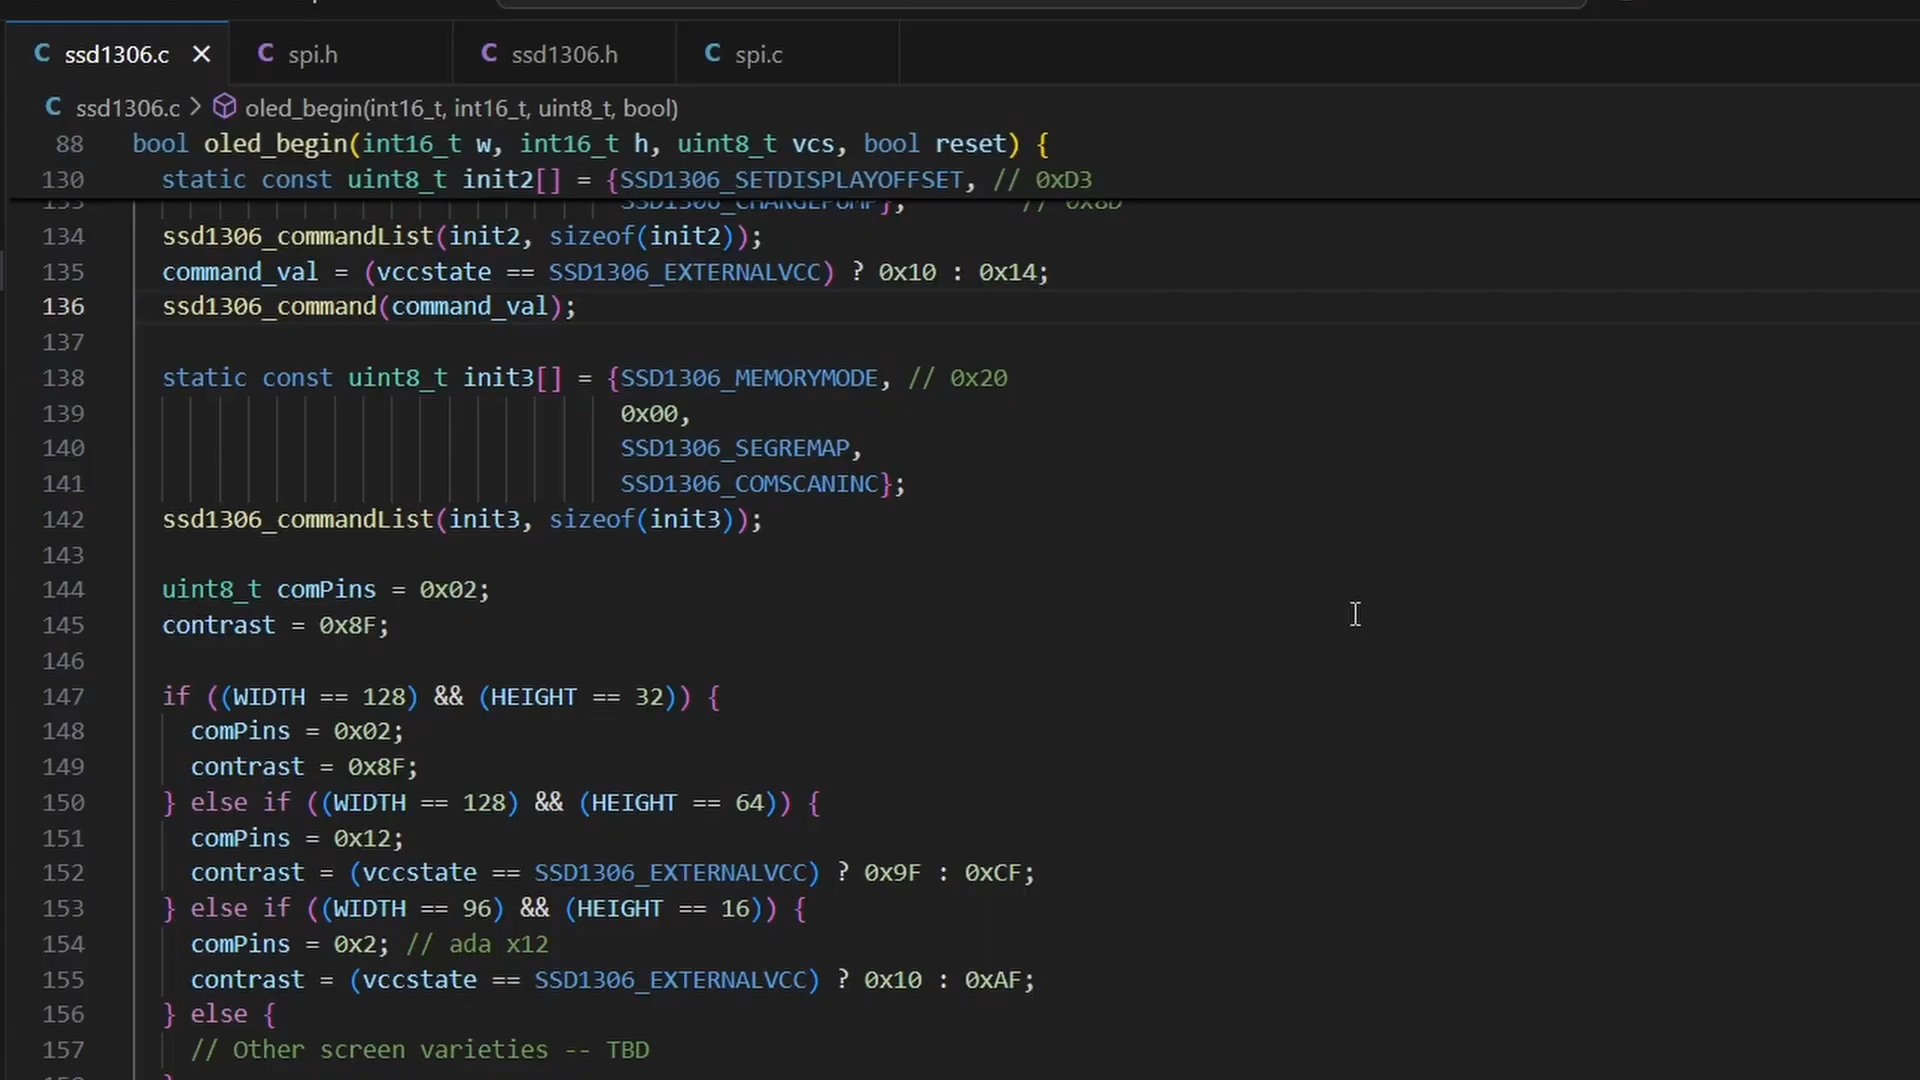 C ssd1306.c × C spi.h C ssd1306.h C spi.c
C ssd1306.c > oled_begin(int16_t, int16_t, uint8_t, bool)
88 bool oled_begin(int16_t w, int16_t h, uint8_t vcs, bool reset) {
130 static const uint8_t init2[] = {SSD1306_SETDISPLAYOFFSET, // 0xD3
133 SSD1306_CHARGEPUMP}; // 0x8D
134 ssd1306_commandList(init2, sizeof(init2));
135 command_val = (vccstate == SSD1306_EXTERNALVCC) ? 0x10 : 0x14;
136 ssd1306_command(command_val);
137
138 static const uint8_t init3[] = {SSD1306_MEMORYMODE, // 0x20
139 0x00,
140 SSD1306_SEGREMAP,
141 SSD1306_COMSCANINC};
142 ssd1306_commandList(init3, sizeof(init3));
143
144 uint8_t comPins = 0x02;
145 contrast = 0x8F;
146
147 if ((WIDTH == 128) && (HEIGHT == 32)) {
148 comPins = 0x02;
149 contrast = 0x8F;
150 } else if ((WIDTH == 128) && (HEIGHT == 64)) {
151 comPins = 0x12;
152 contrast = (vccstate == SSD1306_EXTERNALVCC) ? 0x9F : 0xCF;
153 } else if ((WIDTH == 96) && (HEIGHT == 16)) {
154 comPins = 0x2; // ada x12
155 contrast = (vccstate == SSD1306_EXTERNALVCC) ? 0x10 : 0xAF;
156 } else {
157 // Other screen varieties -- TBD